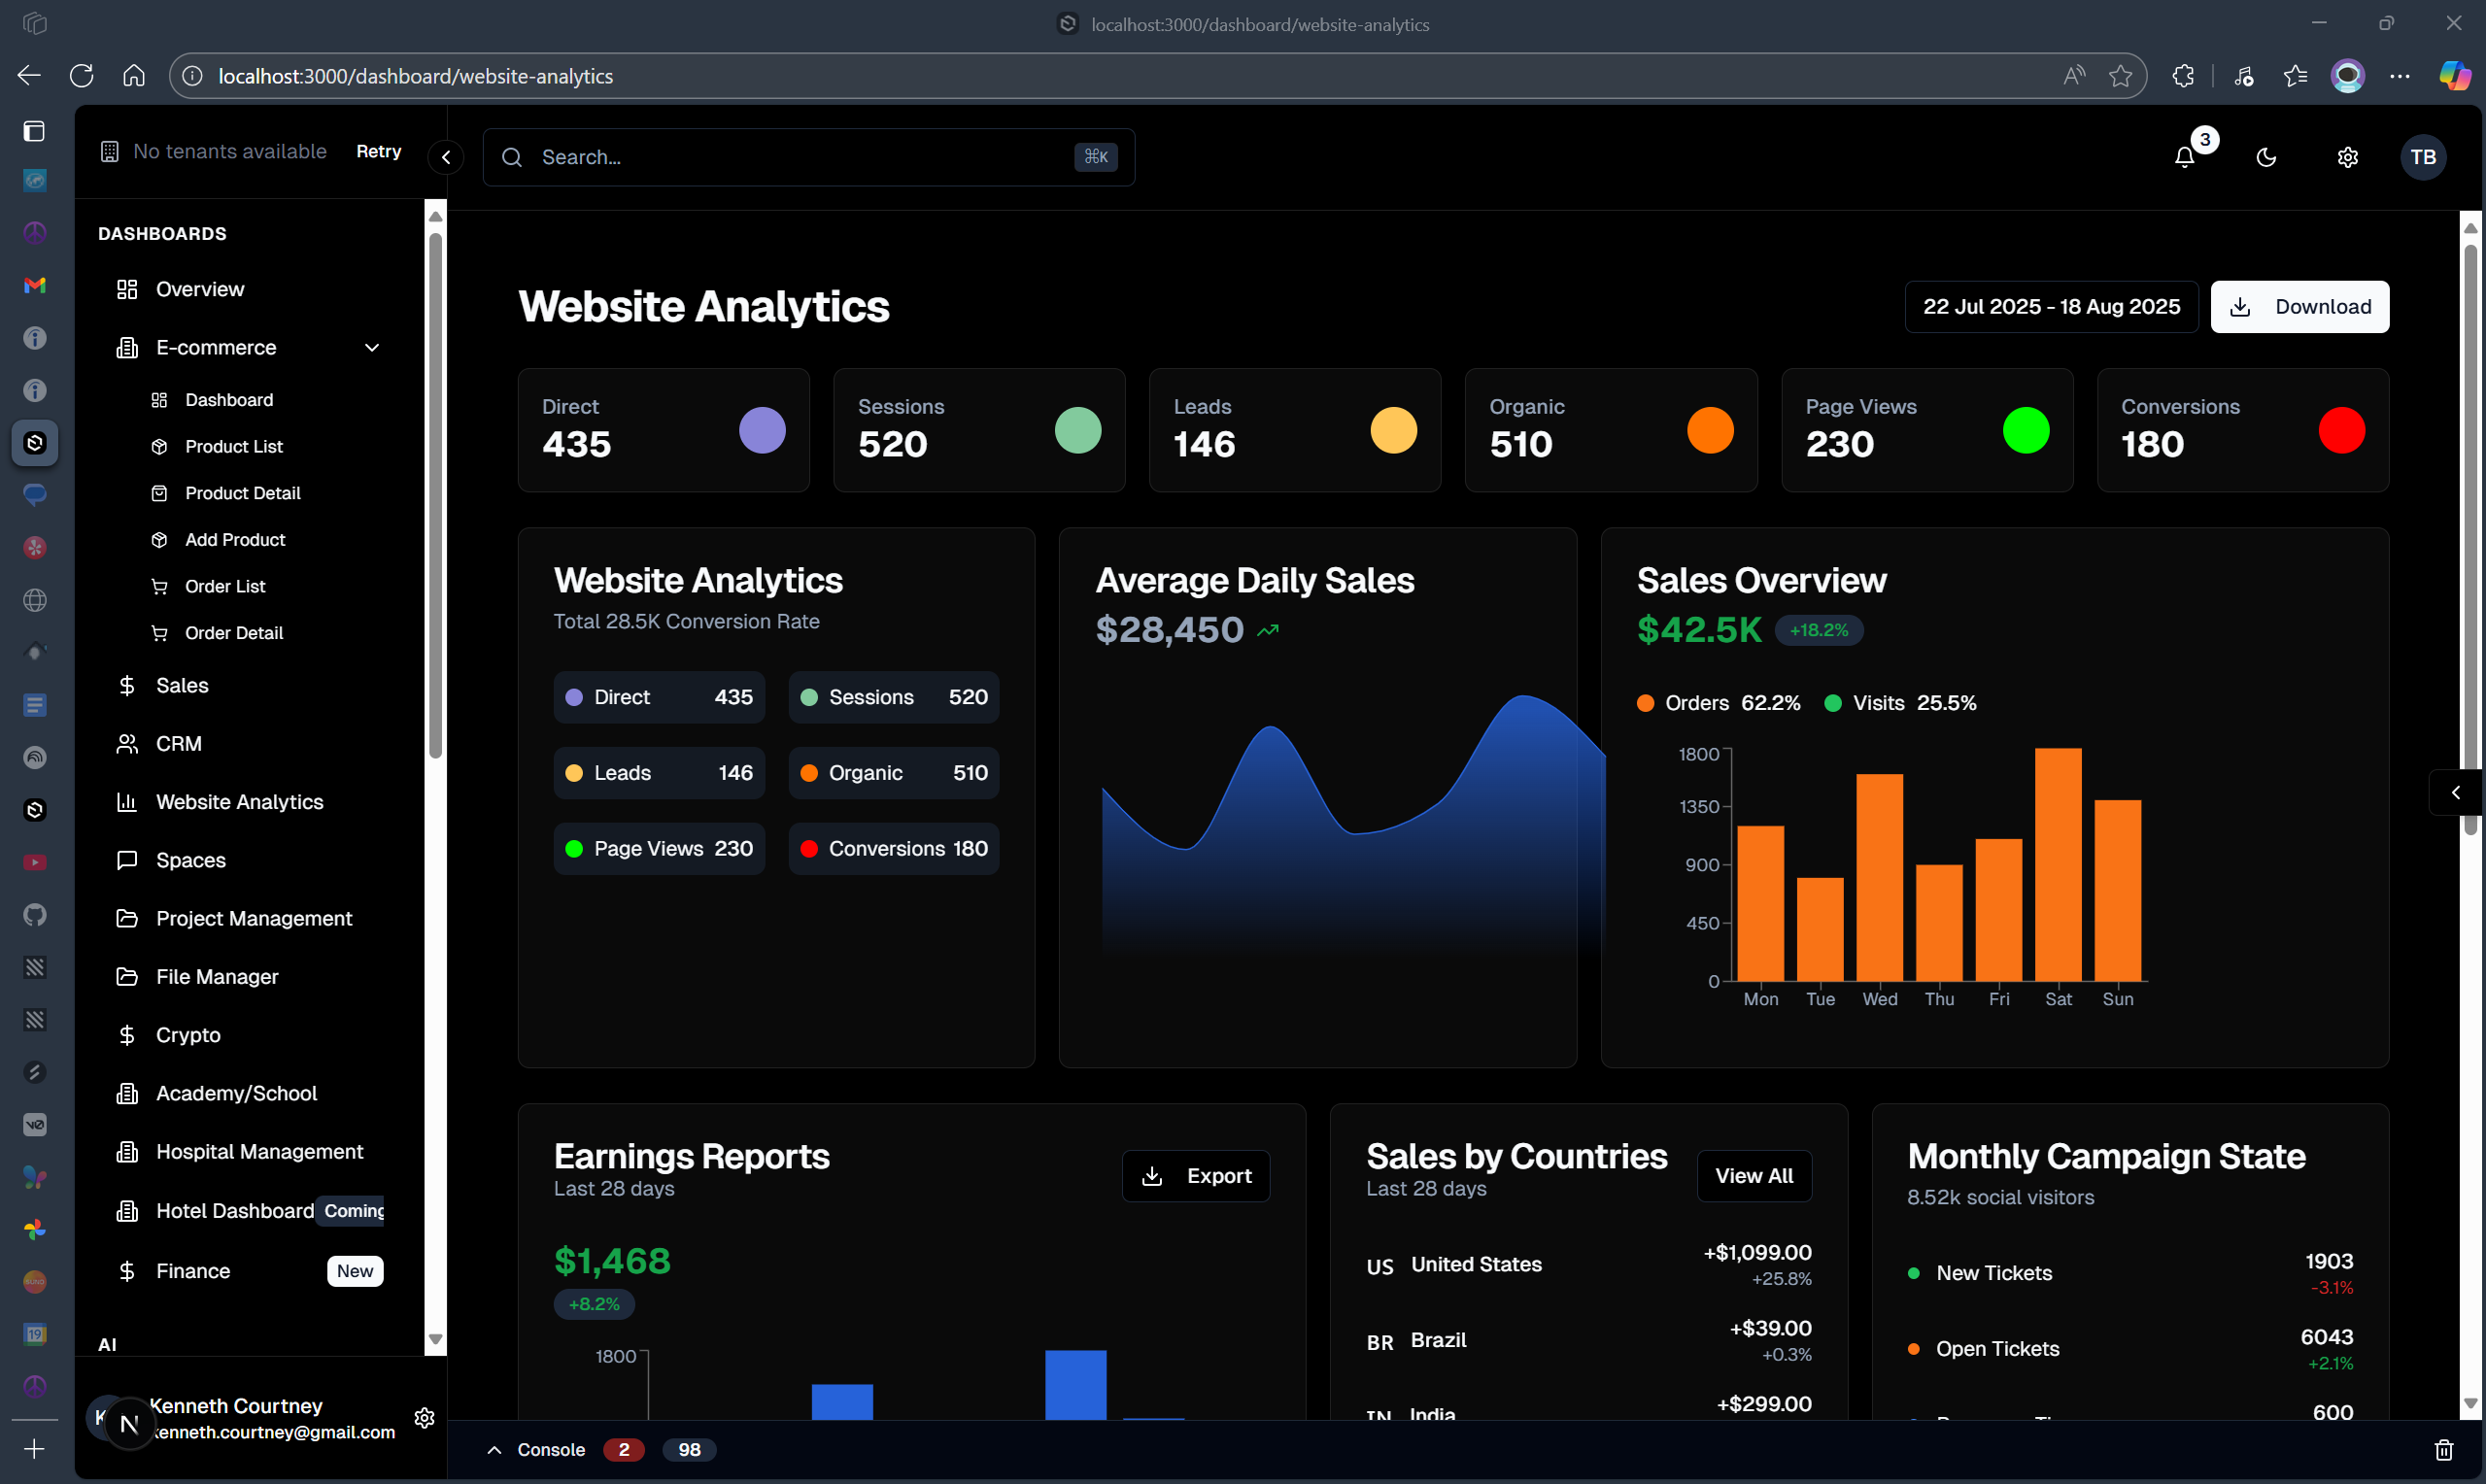 localhost:3000/dashboard/website-analytics
localhost:3000/dashboard/website-analytics
No tenants available Retry
Search... ⌘K
3
TB
DASHBOARDS
Overview
E-commerce
Dashboard
Product List
Product Detail
Add Product
Order List
Order Detail
Sales
CRM
Website Analytics
Spaces
Project Management
File Manager
Crypto
Academy/School
Hospital Management
Hotel Dashboard Coming
Finance New
AI
Kenneth Courtney
kenneth.courtney@gmail.com
K
N
Website Analytics
22 Jul 2025 - 18 Aug 2025 Download
Direct
435
Sessions
520
Leads
146
Organic
510
Page Views
230
Conversions
180
Website Analytics
Total 28.5K Conversion Rate
Direct 435 Sessions 520
Leads 146 Organic 510
Page Views 230 Conversions 180
Average Daily Sales
$28,450
Sales Overview
$42.5K +18.2%
Orders 62.2% Visits 25.5%
1800
1350
900
450
0
Mon Tue Wed Thu Fri Sat Sun
Earnings Reports
Last 28 days
Export
$1,468
+8.2%
1800
Sales by Countries
Last 28 days
View All
US United States +$1,099.00
+25.8%
BR Brazil +$39.00
+0.3%
IN India +$299.00
Monthly Campaign State
8.52k social visitors
New Tickets 1903
-3.1%
Open Tickets 6043
+2.1%
600
Console 2 98
v0
19